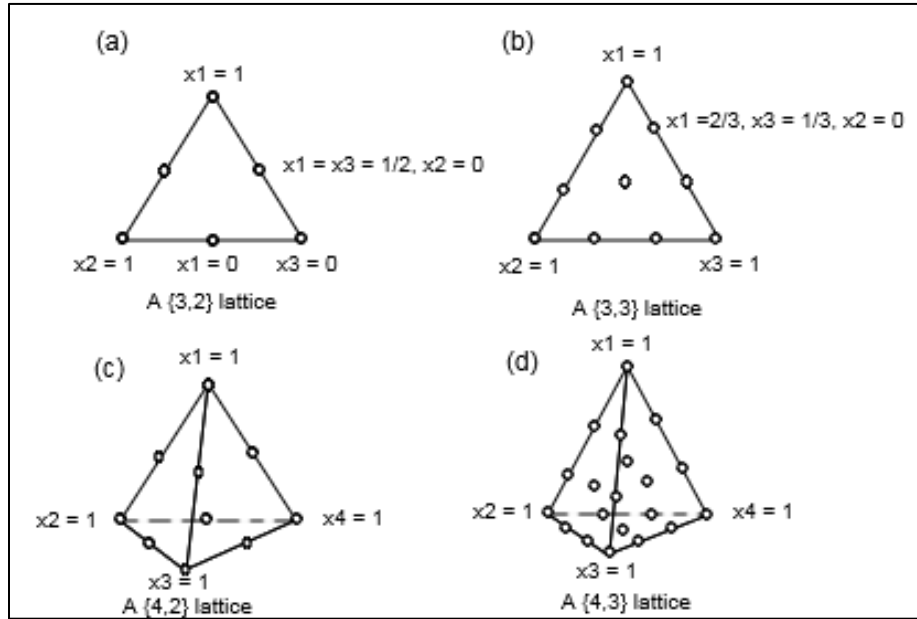 (a)
x1 = 1
x1 = x3 = 1/2, x2 = 0
x2 = 1 x1 = 0 x3 = 0
A {3,2} lattice
(b)
x1 = 1
x1 =2/3, x3 = 1/3, x2 = 0
x2 = 1 x3 = 1
A {3,3} lattice
(c)
x1 = 1
x2 = 1 x4 = 1
x3 = 1
A {4,2} lattice
(d)
x1 = 1
x2 = 1 x4 = 1
x3 = 1
A {4,3} lattice